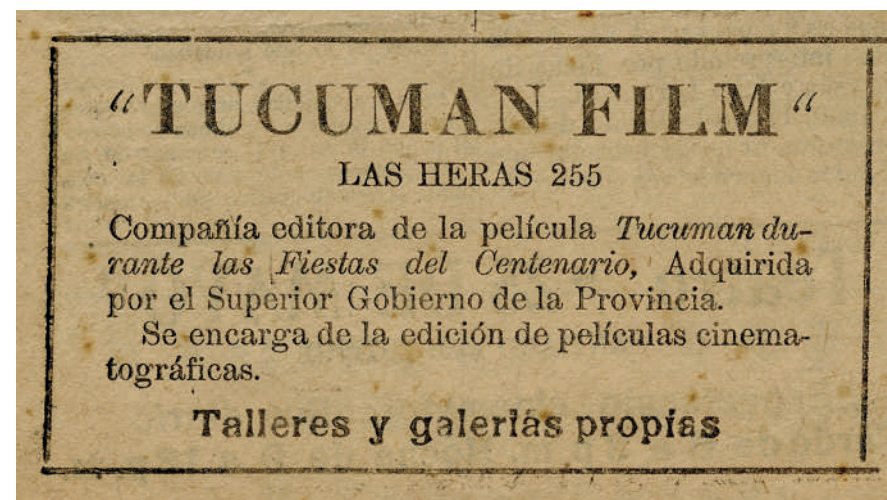 “TUCUMAN FILM“
LAS HERAS 255
Compañía editora de la película Tucuman du-
rante las Fiestas del Centenario, Adquirida
por el Superior Gobierno de la Provincia.
Se encarga de la edición de películas cinema-
tográficas.
Talleres y galerías propias